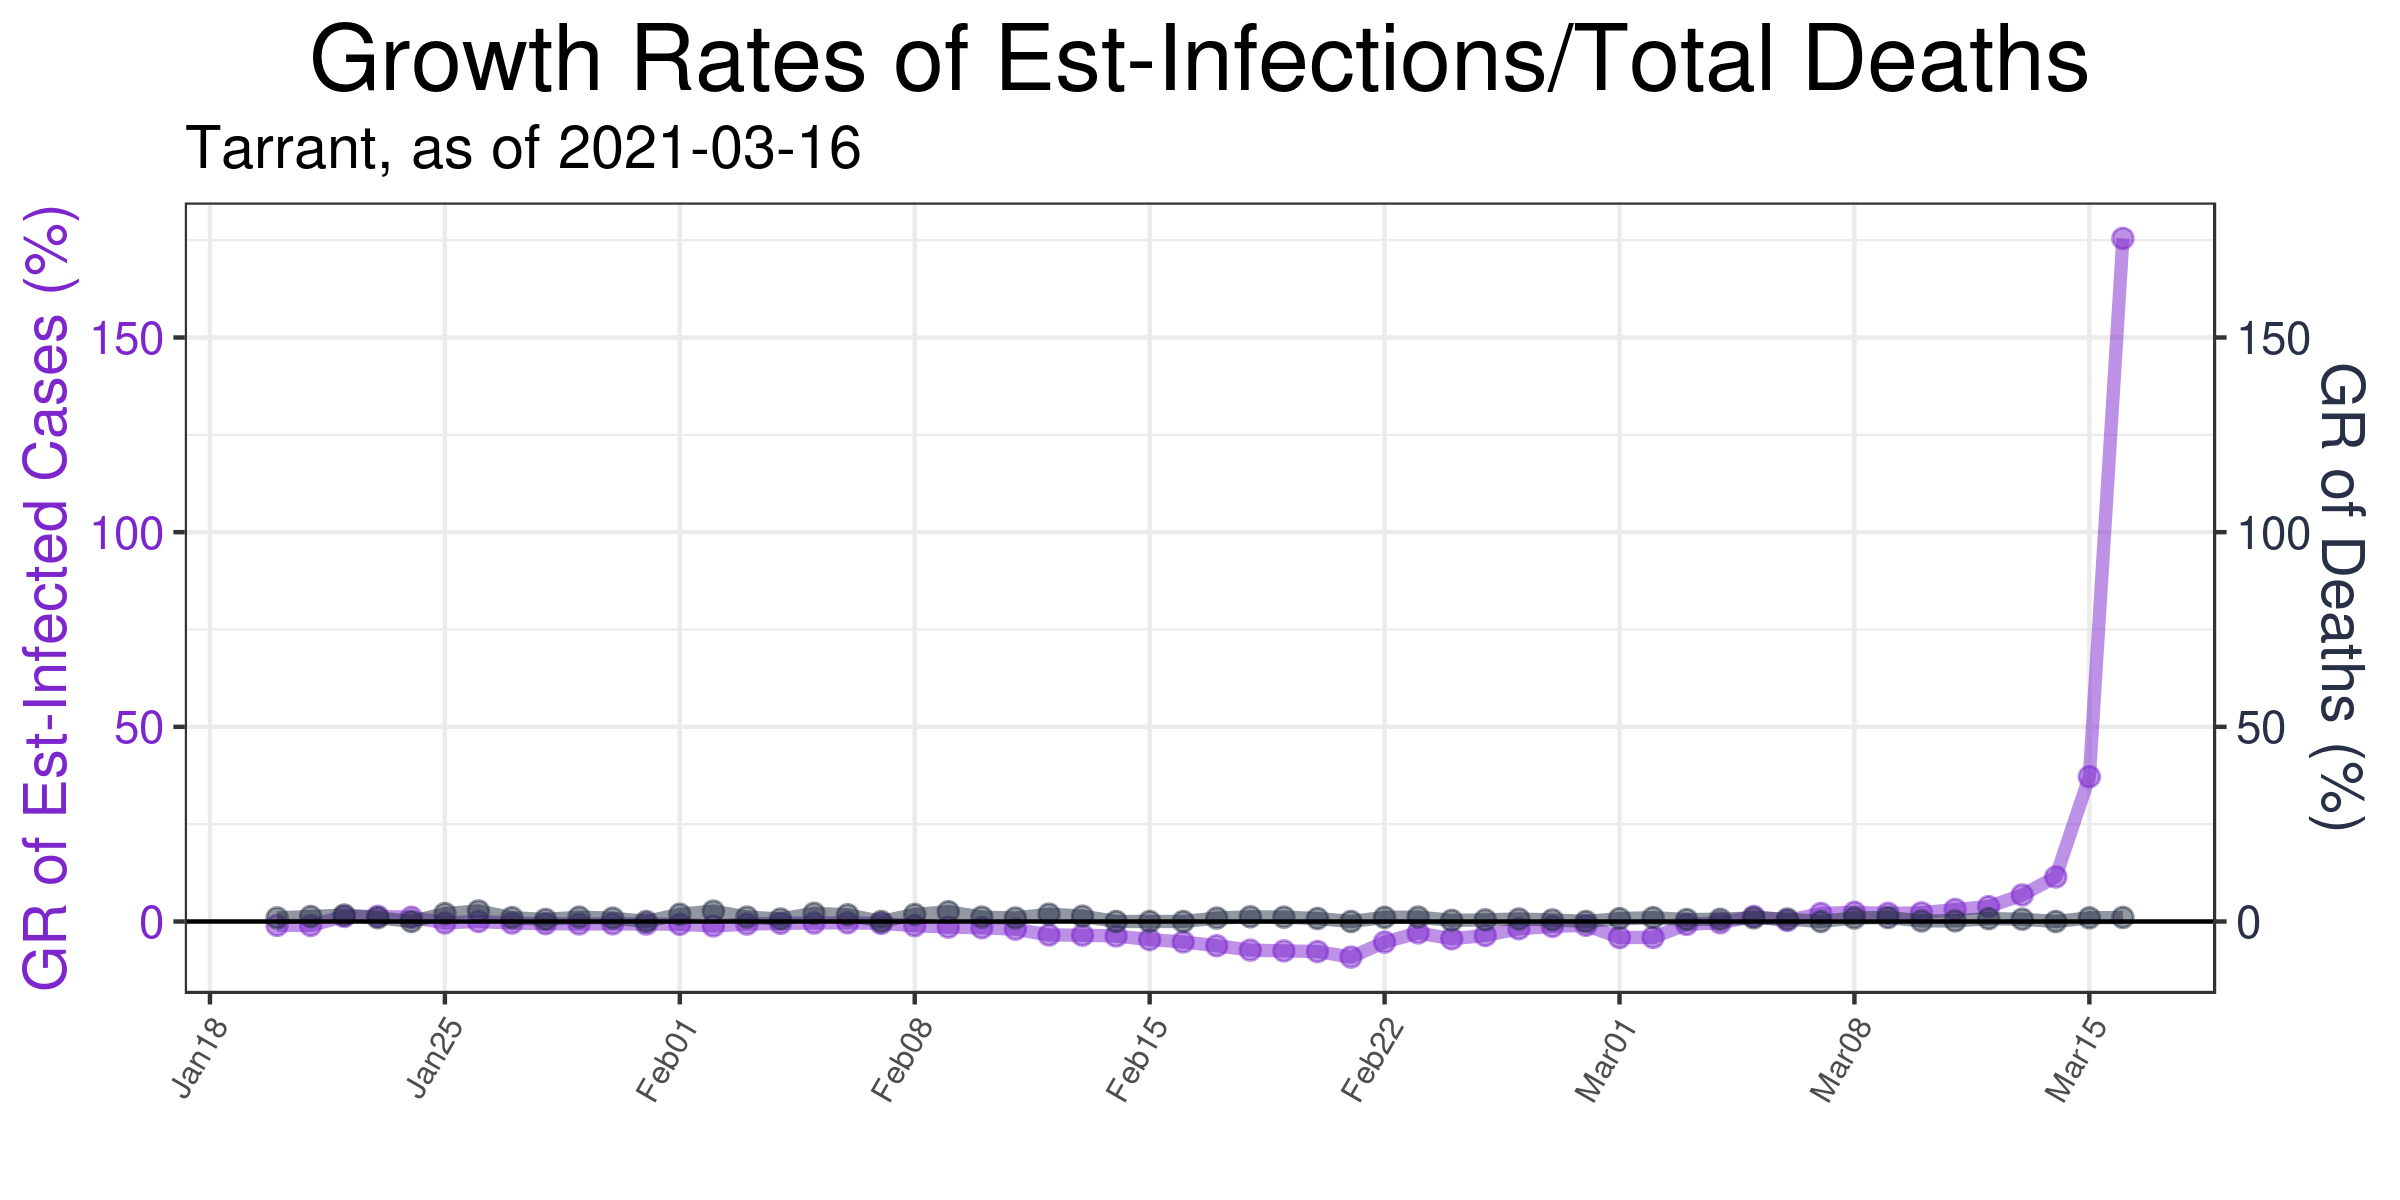 Growth Rates of Est-Infections/Total Deaths
Tarrant, as of 2021-03-16
GR of Est-Infected Cases (%)
150
100
50
0
150
100
50
0
GR of Deaths (%)
Jan18
Jan25
Feb01
Feb08
Feb15
Feb22
Mar01
Mar08
Mar15